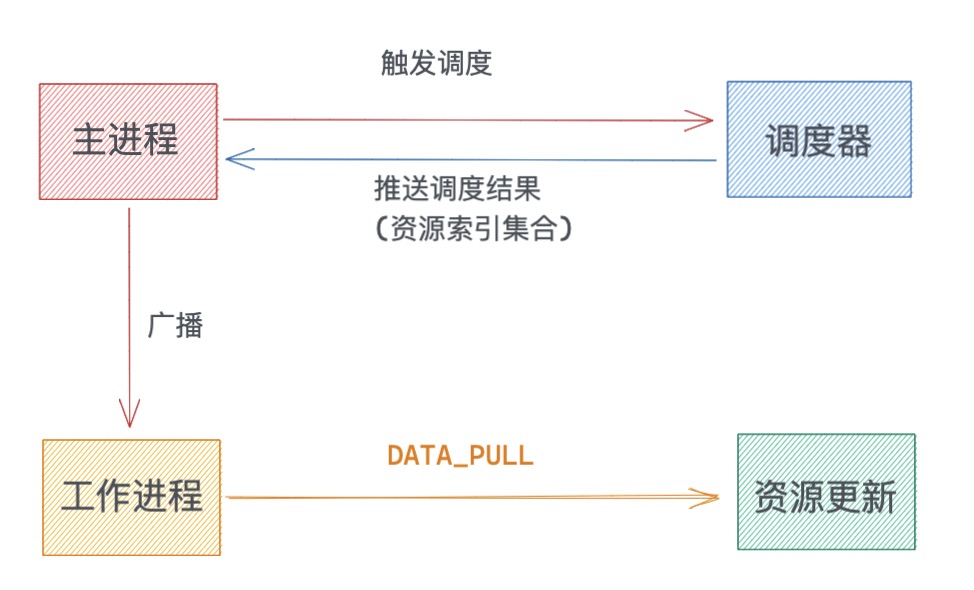 触发调度
主进程
调度器
推送调度结果
(资源索引集合)
广播
DATA_PULL
工作进程
资源更新